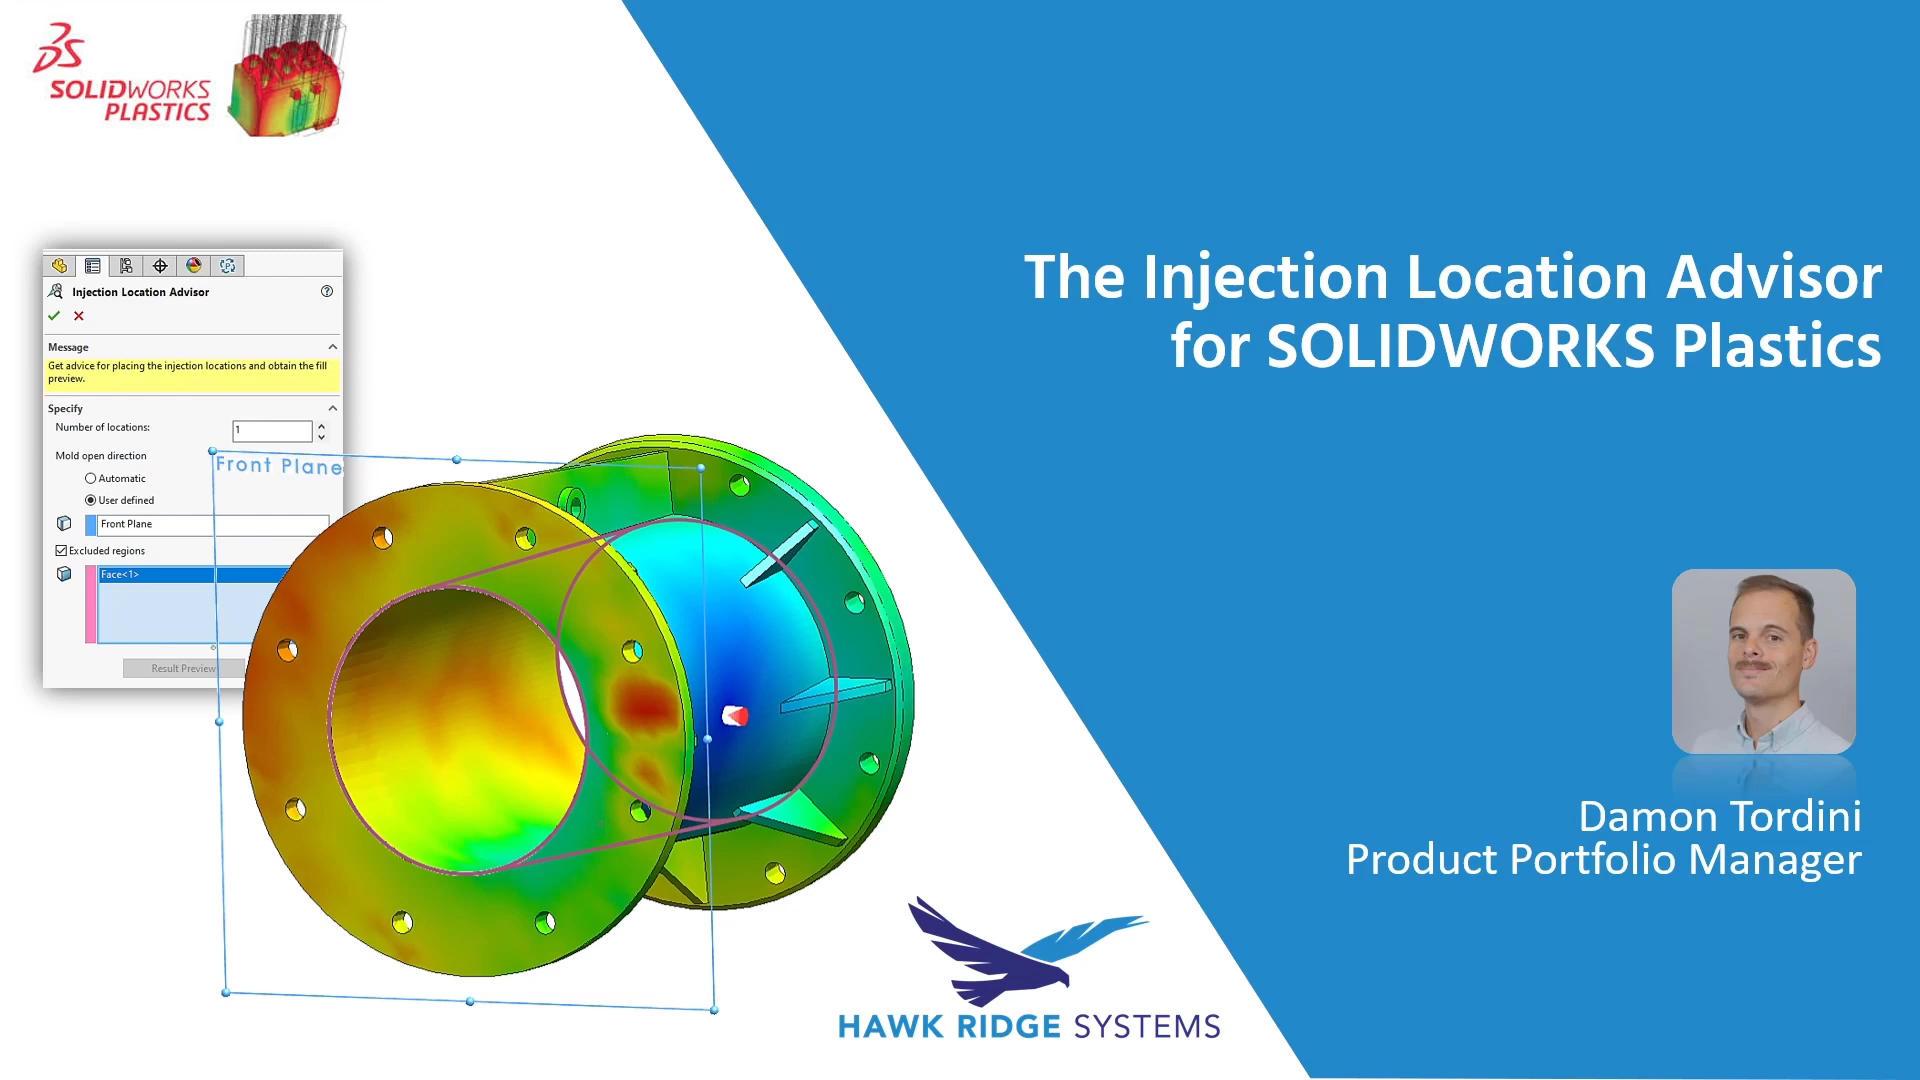 DS
SOLIDWORKS
PLASTICS
The Injection Location Advisor
for SOLIDWORKS Plastics
Injection Location Advisor
Message
Get advice for placing the injection locations and obtain the fill
preview.
Specify
Number of locations:
1
Mold open direction
Front Plane
Automatic
User defined
Front Plane
Excluded regions
Face<1>
Result Preview
Damon Tordini
Product Portfolio Manager
HAWK RIDGE SYSTEMS